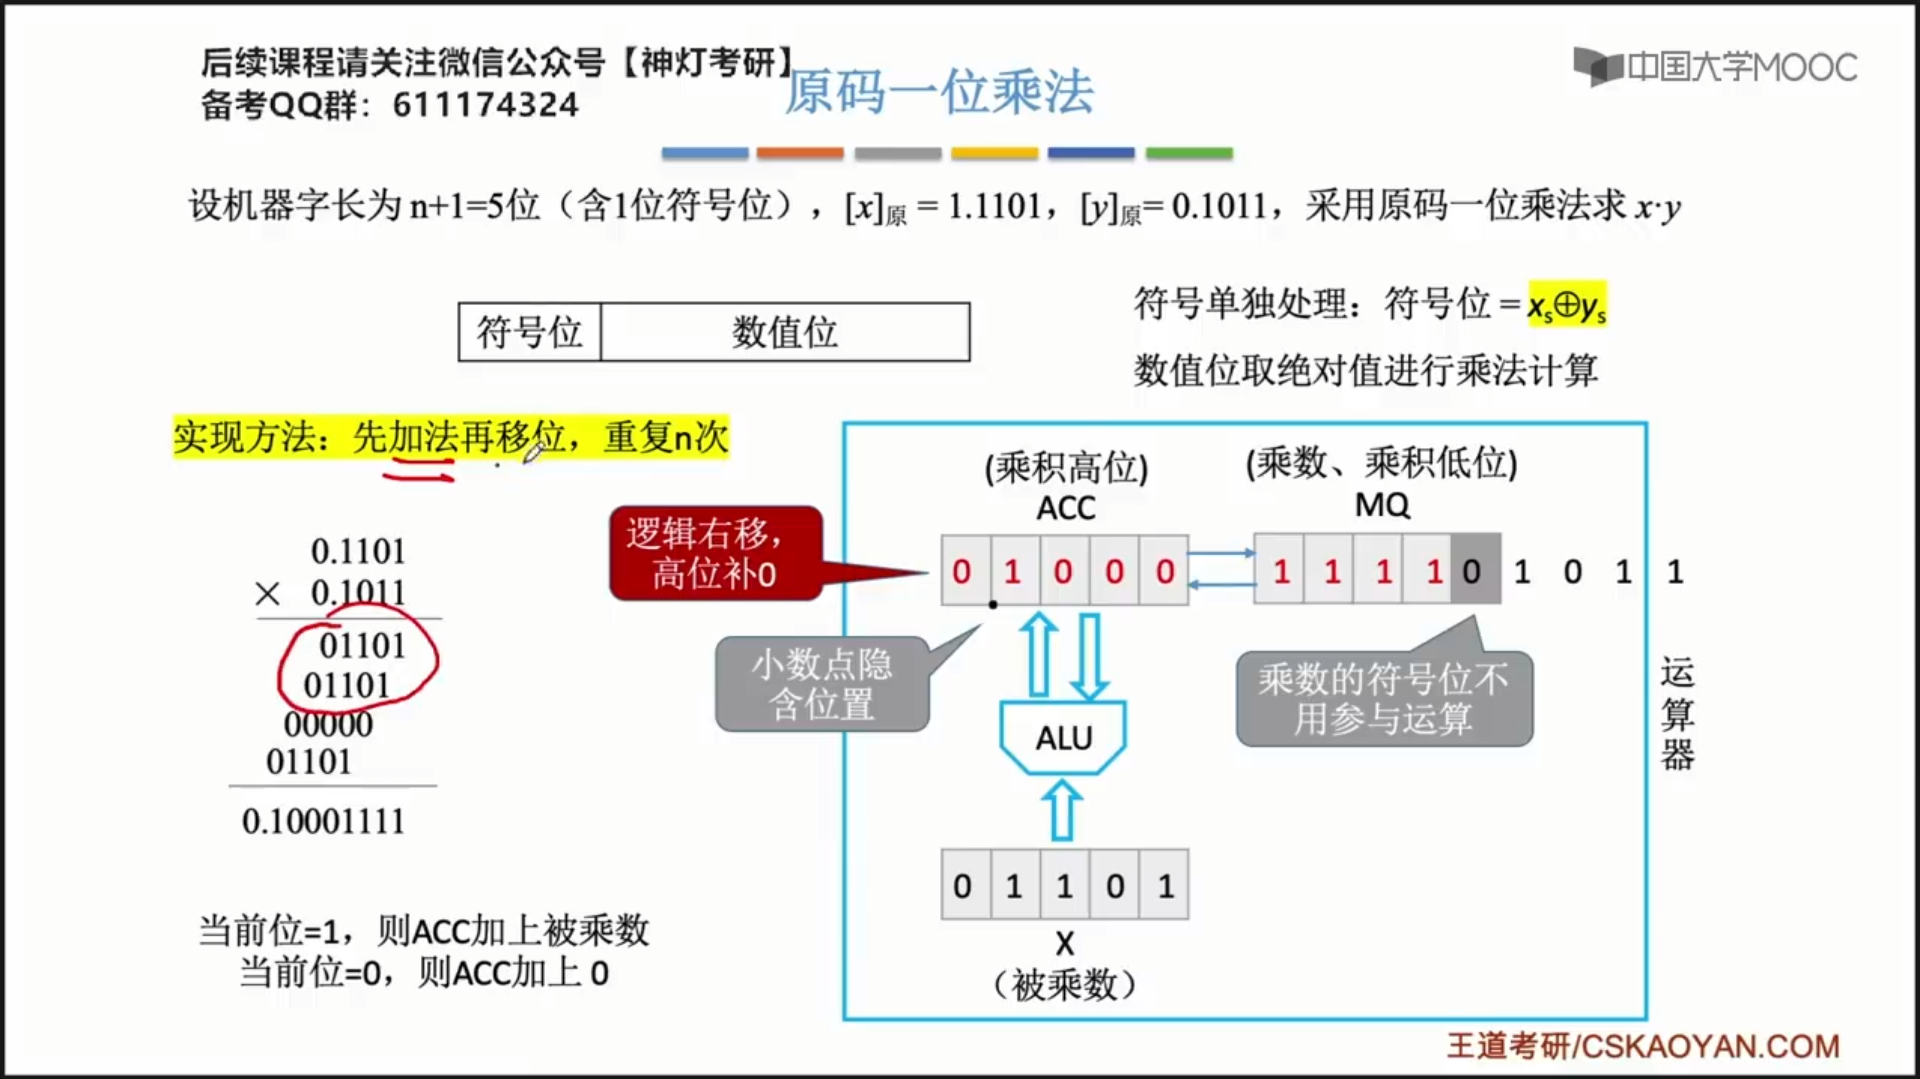 后续课程请关注微信公众号【神灯考研】
备考QQ群：611174324
中国大学MOOC
原码一位乘法
设机器字长为 n+1=5位（含1位符号位），[x]原 = 1.1101，[y]原= 0.1011，采用原码一位乘法求 x·y
符号位 数值位
符号单独处理：符号位 = xs⊕ys
数值位取绝对值进行乘法计算
实现方法：先加法再移位，重复n次
0.1101
× 0.1011
01101
01101
00000
01101
0.10001111
当前位=1，则ACC加上被乘数
当前位=0，则ACC加上 0
(乘积高位)
ACC
(乘数、乘积低位)
MQ
逻辑右移，
高位补0
0 1 0 0 0
1 1 1 1 0 1 0 1 1
小数点隐
含位置
乘数的符号位不
用参与运算
ALU
运
算
器
0 1 1 0 1
X
（被乘数）
王道考研/CSKAOYAN.COM